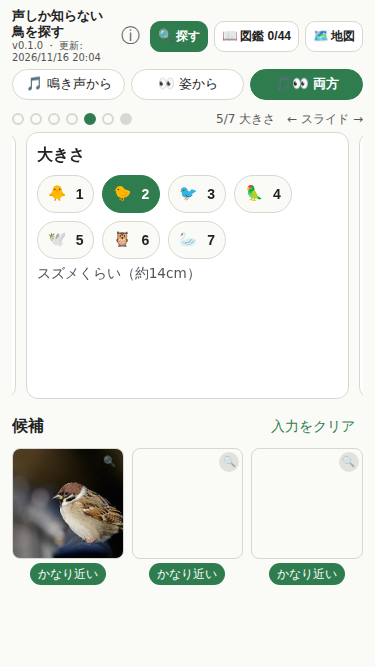 声しか知らない
鳥を探す
v0.1.0 ・ 更新:
2026/11/16 20:04
ⓘ
🔍 探す
📖 図鑑 0/44
🗺️ 地図
🎵 鳴き声から
👀 姿から
🎵👀 両方
5/7 大きさ ← スライド →
大きさ
🐥 1
🐤 2
🐦 3
🦜 4
🕊️ 5
🦉 6
🦢 7
スズメくらい（約14cm）
候補
入力をクリア
かなり近い
かなり近い
かなり近い